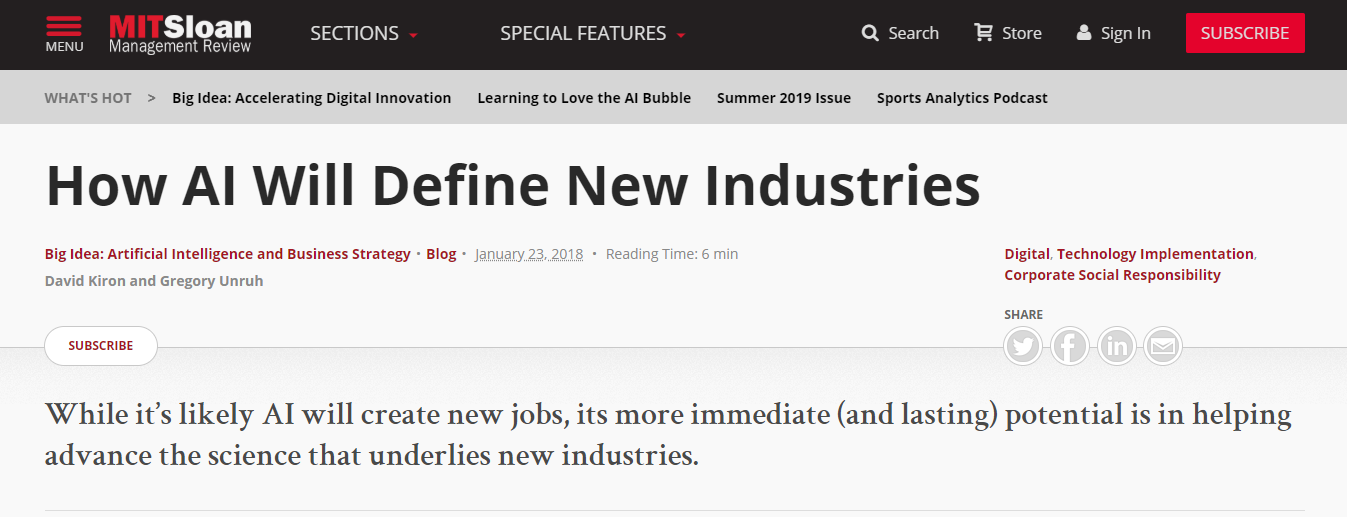 MENU
MITSloan
Management Review
SECTIONS
SPECIAL FEATURES
Search
Store
Sign In
SUBSCRIBE
WHAT'S HOT > Big Idea: Accelerating Digital Innovation Learning to Love the AI Bubble Summer 2019 Issue Sports Analytics Podcast
How AI Will Define New Industries
Big Idea: Artificial Intelligence and Business Strategy • Blog • January 23, 2018 • Reading Time: 6 min
David Kiron and Gregory Unruh
Digital, Technology Implementation,
Corporate Social Responsibility
SHARE
SUBSCRIBE
While it’s likely AI will create new jobs, its more immediate (and lasting) potential is in helping
advance the science that underlies new industries.